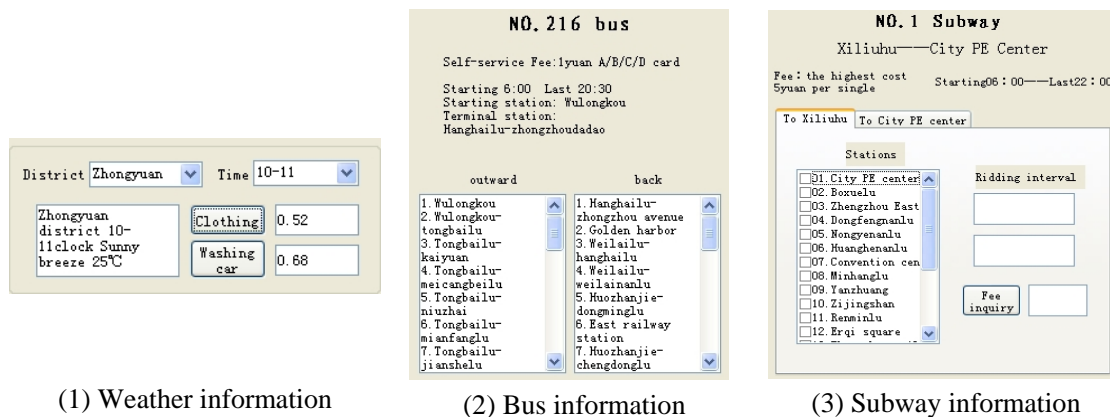 District Zhongyuan Time 10-11
Zhongyuan
district 10-
11clock Sunny
breeze 25℃
Clothing 0.52
Washing
car 0.68
(1) Weather information
NO.216 bus
Self-service Fee:1yuan A/B/C/D card
Starting 6:00 Last 20:30
Starting station: Wulongkou
Terminal station:
Hanghailu-zhongzhoudadao
outward
1.Wulongkou
2.Wulongkou-
tongbailu
3.Tongbailu-
kaiyuan
4.Tongbailu-
meicangbeilu
5.Tongbailu-
niuzhai
6.Tongbailu-
mianfanglu
7.Tongbailu-
jianshelu
back
1.Hanghailu-
zhongzhou avenue
2.Golden harbor
3.Weilailu-
hanghailu
4.Weilailu-
weilainanlu
5.Huozhanjie-
dongminglu
6.East railway
station
7.Huozhanjie-
chengdonglu
(2) Bus information
NO.1 Subway
Xiliuhu——City PE Center
Fee：the highest cost
5yuan per single
Starting06：00——Last22：00
To Xiliuhu To City PE center
Stations
01.City PE center
02.Boxuelu
03.Zhengzhou East
04.Dongfengnanlu
05.Nongyenanlu
06.Huanghenanlu
07.Convention cen
08.Minhanglu
09.Yanzhuang
10.Zijingshan
11.Renminlu
12.Erqi square
Ridding interval
Fee
inquiry
(3) Subway information